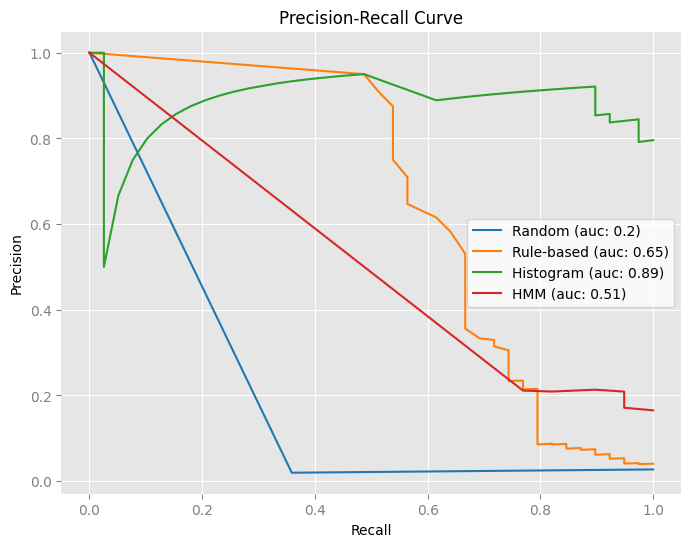 Precision-Recall Curve
1.0
0.8
0.6
0.4
0.2
0.0
Precision
Random (auc: 0.2)
Rule-based (auc: 0.65)
Histogram (auc: 0.89)
HMM (auc: 0.51)
0.0 0.2 0.4 0.6 0.8 1.0
Recall